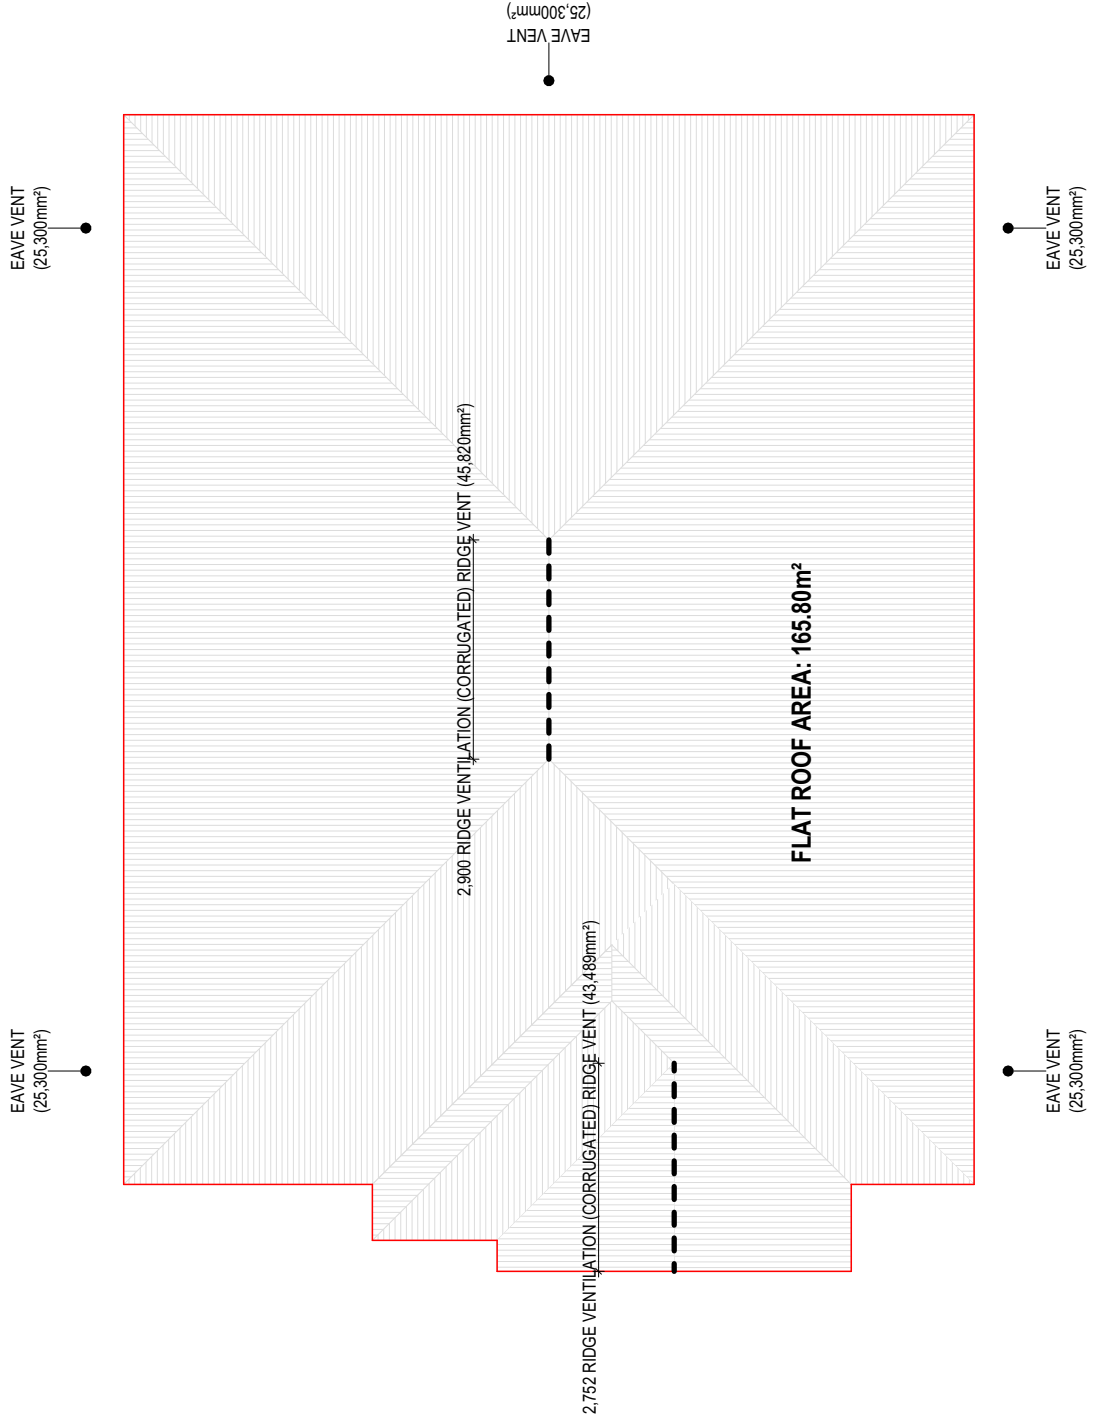 EAVE VENT
(25,300mm²)
EAVE VENT
(25,300mm²)
EAVE VENT
(25,300mm²)
2,900 RIDGE VENTILATION (CORRUGATED) RIDGE VENT (45,820mm²)
FLAT ROOF AREA: 165.80m²
2,752 RIDGE VENTILATION (CORRUGATED) RIDGE VENT (43,489mm²)
EAVE VENT
(25,300mm²)
EAVE VENT
(25,300mm²)